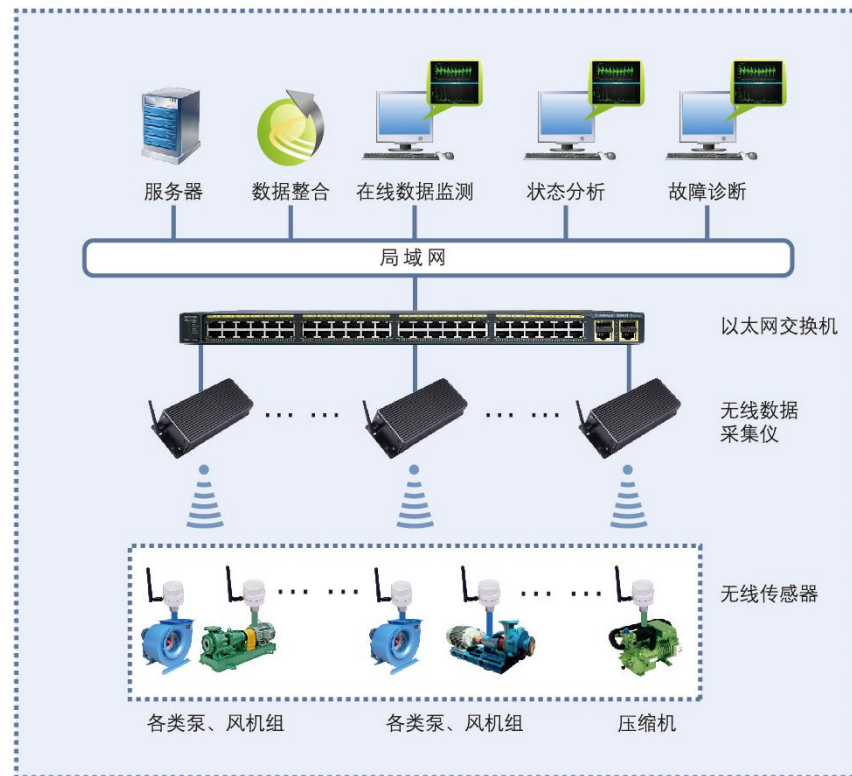 服务器
数据整合
在线数据监测
状态分析
故障诊断
局域网
以太网交换机
无线数据
采集仪
无线传感器
各类泵、风机组
各类泵、风机组
压缩机